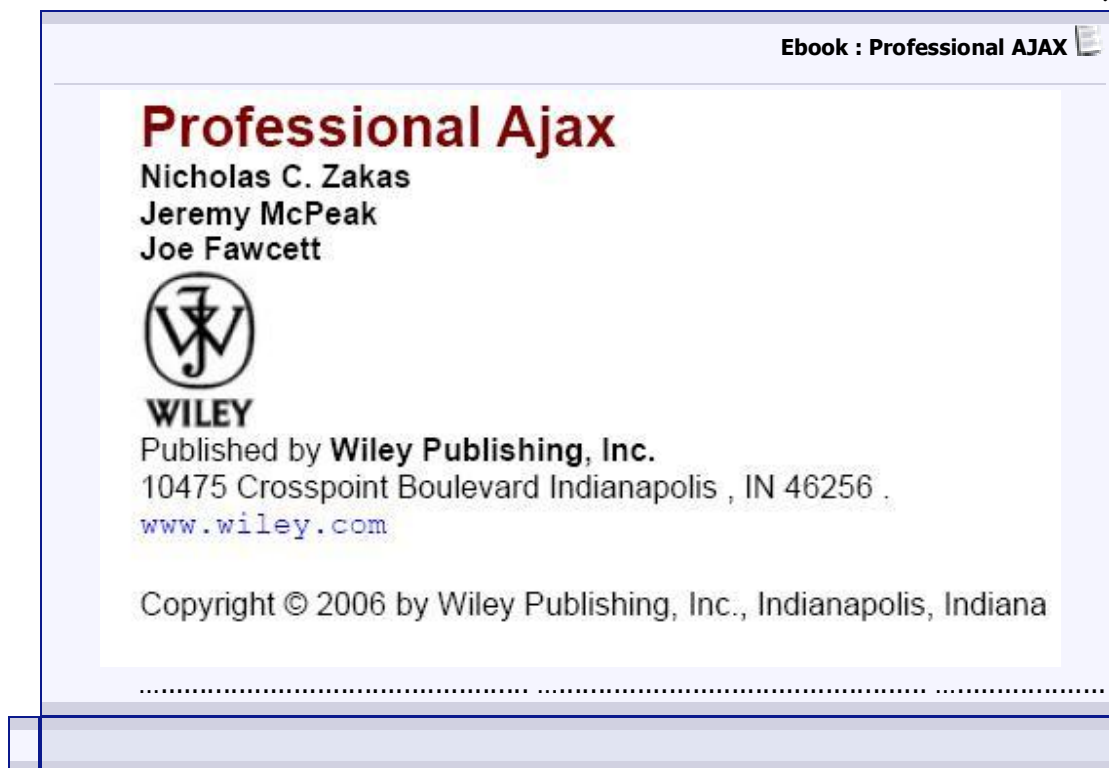 Ebook : Professional AJAX
Professional Ajax
Nicholas C. Zakas
Jeremy McPeak
Joe Fawcett
WILEY
Published by Wiley Publishing, Inc.
10475 Crosspoint Boulevard Indianapolis , IN 46256 .
www.wiley.com
Copyright © 2006 by Wiley Publishing, Inc., Indianapolis, Indiana